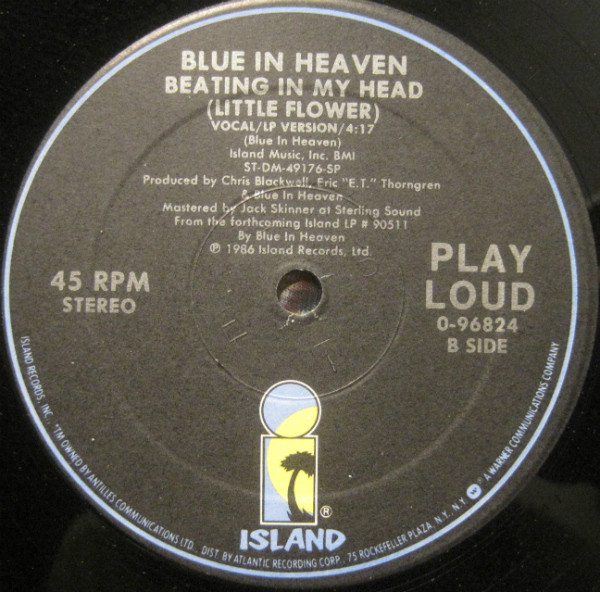 BLUE IN HEAVEN
BEATING IN MY HEAD
(LITTLE FLOWER)
VOCAL/LP VERSION/4:17
(Blue In Heaven)
Island Music, Inc. BMI
ST-DM-49176-SP
Produced by Chris Blackwell, Eric "E.T." Thorngren
& Blue In Heaven
Mastered by Jack Skinner at Sterling Sound
From the forthcoming Island LP # 90511
By Blue In Heaven
℗ 1986 Island Records, Ltd.
45 RPM
STEREO
PLAY
LOUD
0-96824
B SIDE
®
ISLAND
ISLAND RECORDS, INC. *TM OWNED BY ANTILLES COMMUNICATIONS LTD. DIST BY ATLANTIC RECORDING CORP. 75 ROCKEFELLER PLAZA, N.Y., N.Y. A WARNER COMMUNICATIONS COMPANY